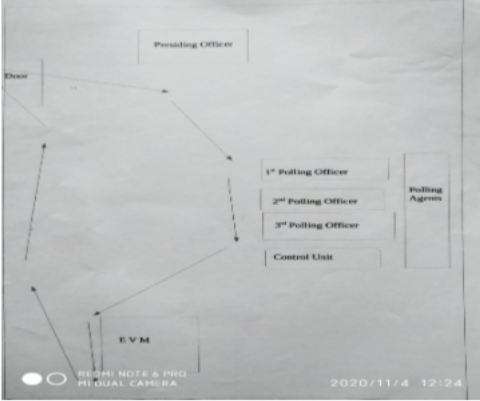 Presiding Officer
Door
1st Polling Officer
2nd Polling Officer
3rd Polling Officer
Control Unit
Polling
Agents
E V M
REDMI NOTE 6 PRO
MI DUAL CAMERA
2020/11/4 12:24